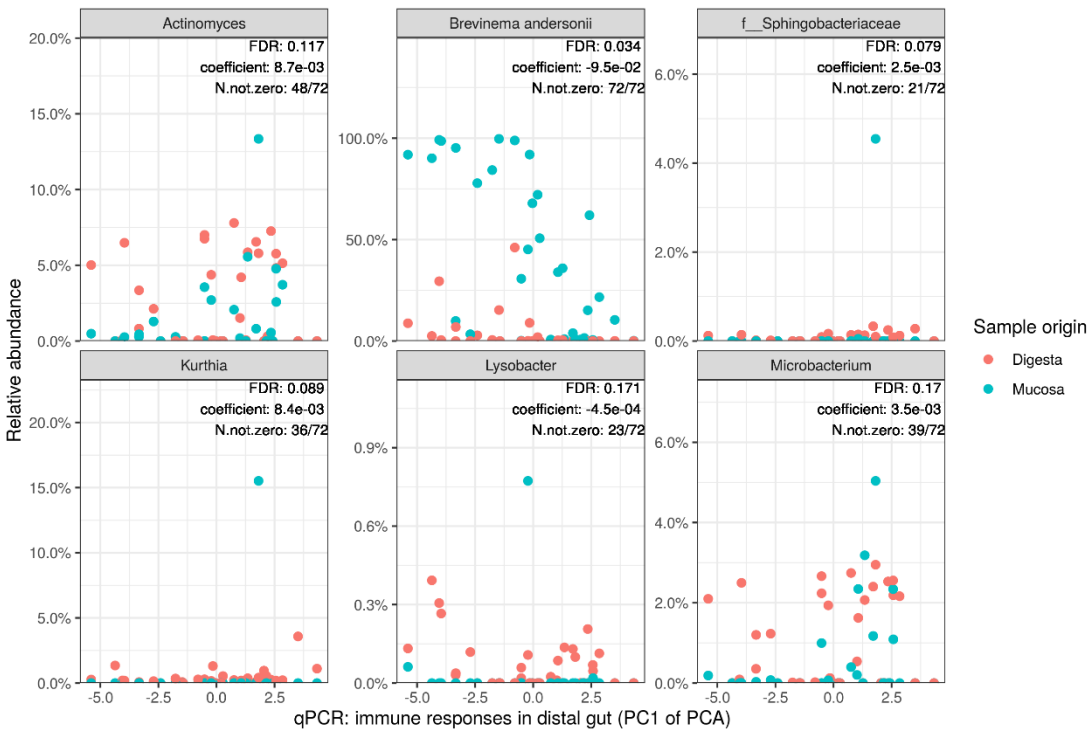 Actinomyces
Brevinema andersonii
f__Sphingobacteriaceae
20.0%
15.0%
10.0%
5.0%
0.0%
FDR: 0.117
coefficient: 8.7e-03
N.not.zero: 48/72
100.0%
50.0%
0.0%
FDR: 0.034
coefficient: -9.5e-02
N.not.zero: 72/72
6.0%
4.0%
2.0%
0.0%
FDR: 0.079
coefficient: 2.5e-03
N.not.zero: 21/72
Relative abundance
Kurthia
Lysobacter
Microbacterium
20.0%
15.0%
10.0%
5.0%
0.0%
FDR: 0.089
coefficient: 8.4e-03
N.not.zero: 36/72
0.9%
0.6%
0.3%
0.0%
FDR: 0.171
coefficient: -4.5e-04
N.not.zero: 23/72
6.0%
4.0%
2.0%
0.0%
FDR: 0.17
coefficient: 3.5e-03
N.not.zero: 39/72
-5.0 -2.5 0.0 2.5
-5.0 -2.5 0.0 2.5
-5.0 -2.5 0.0 2.5
qPCR: immune responses in distal gut (PC1 of PCA)
Sample origin
Digesta
Mucosa